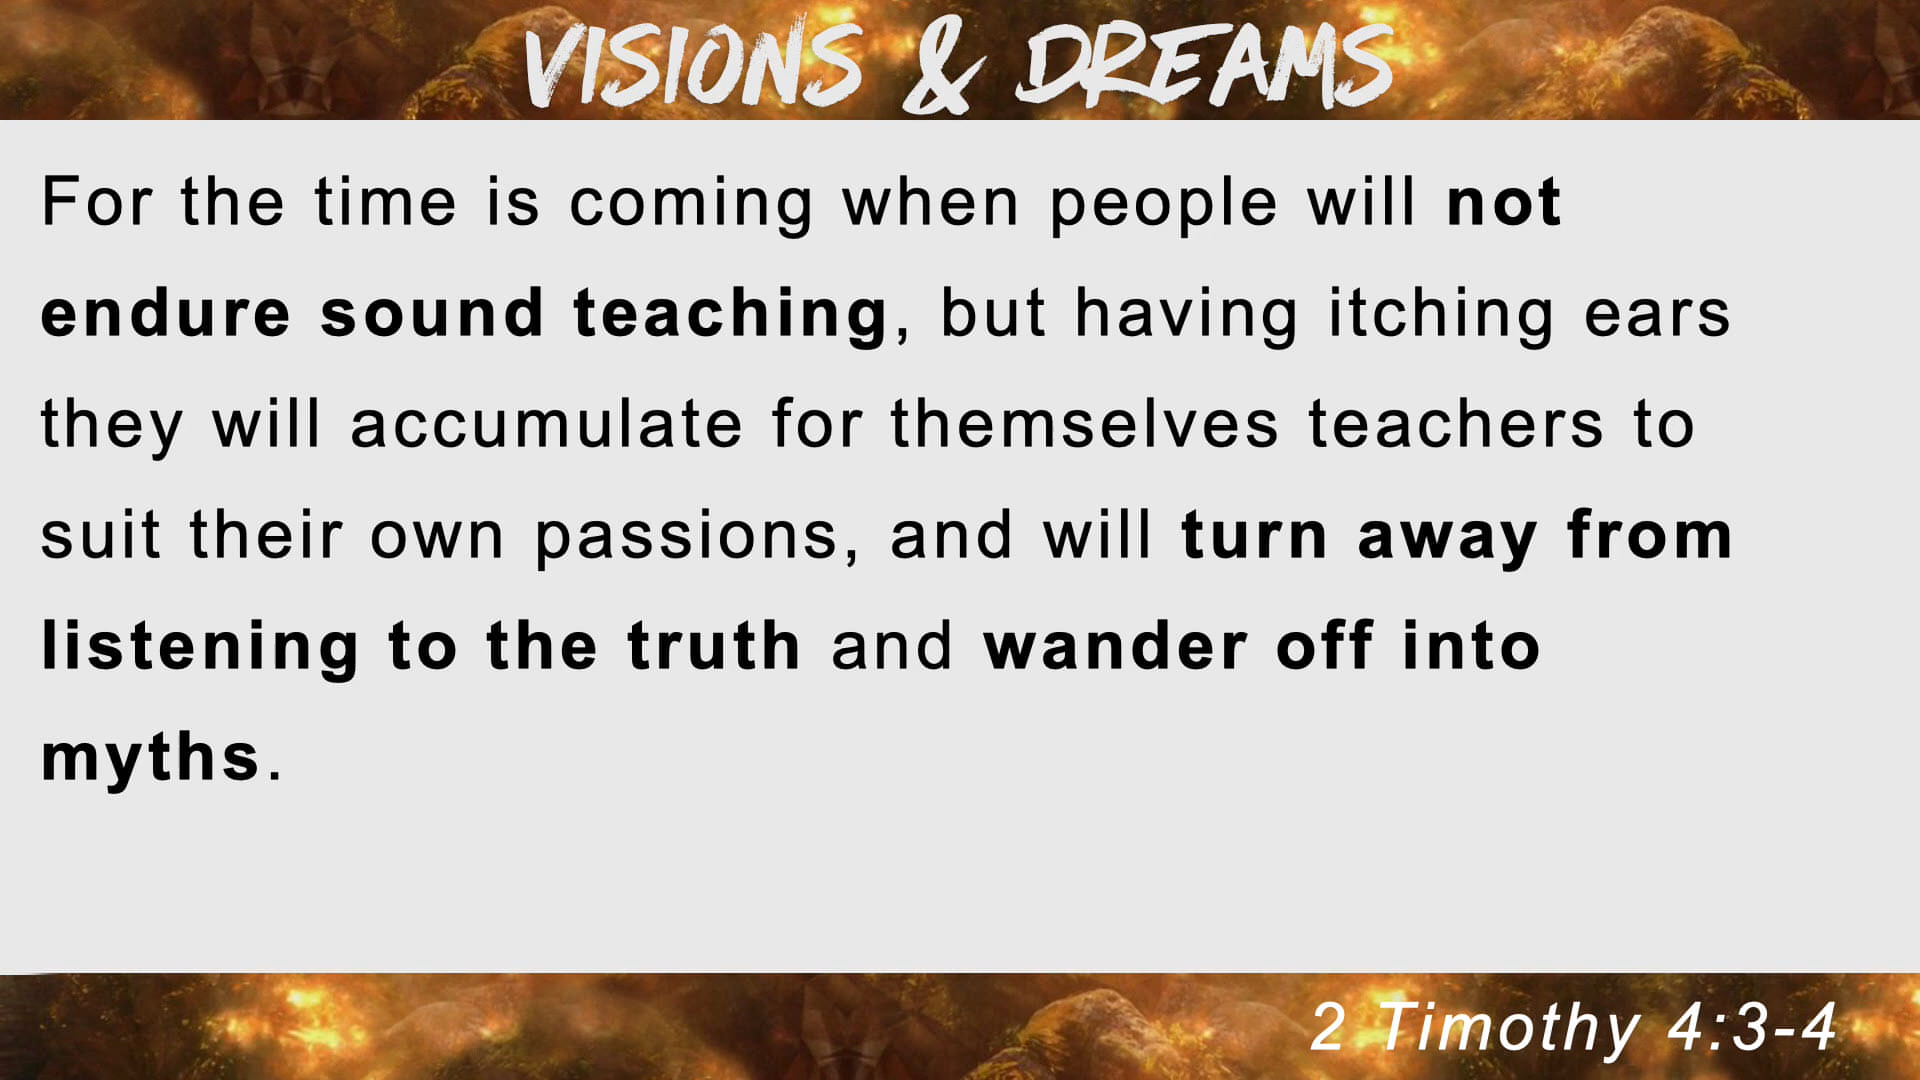 VISIONS & DREAMS
For the time is coming when people will not
endure sound teaching, but having itching ears
they will accumulate for themselves teachers to
suit their own passions, and will turn away from
listening to the truth and wander off into
myths.
2 Timothy 4:3-4